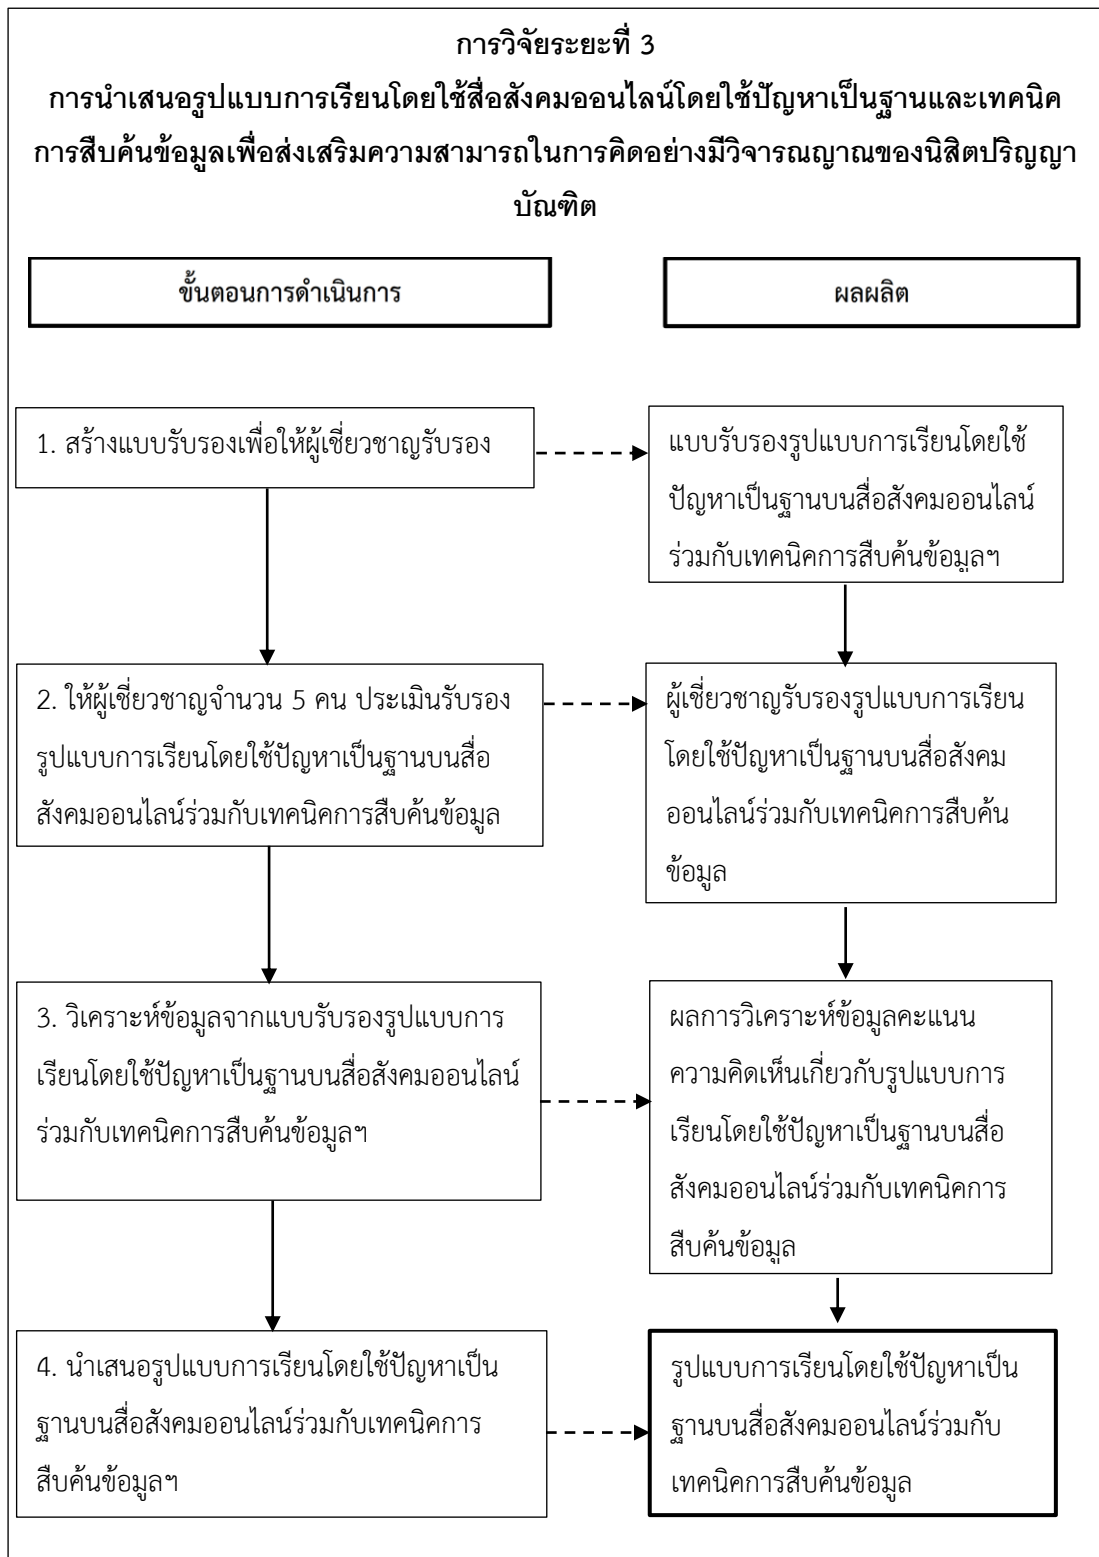 การวิจัยระยะที่ 3
การนำเสนอรูปแบบการเรียนโดยใช้สื่อสังคมออนไลน์โดยใช้ปัญหาเป็นฐานและเทคนิค
การสืบค้นข้อมูลเพื่อส่งเสริมความสามารถในการคิดอย่างมีวิจารณญาณของนิสิตปริญญา
บัณฑิต
ขั้นตอนการดำเนินการ
ผลผลิต
1. สร้างแบบรับรองเพื่อให้ผู้เชี่ยวชาญรับรอง
แบบรับรองรูปแบบการเรียนโดยใช้
ปัญหาเป็นฐานบนสื่อสังคมออนไลน์
ร่วมกับเทคนิคการสืบค้นข้อมูลฯ
2. ให้ผู้เชี่ยวชาญจำนวน 5 คน ประเมินรับรอง
รูปแบบการเรียนโดยใช้ปัญหาเป็นฐานบนสื่อ
สังคมออนไลน์ร่วมกับเทคนิคการสืบค้นข้อมูล
ผู้เชี่ยวชาญรับรองรูปแบบการเรียน
โดยใช้ปัญหาเป็นฐานบนสื่อสังคม
ออนไลน์ร่วมกับเทคนิคการสืบค้น
ข้อมูล
3. วิเคราะห์ข้อมูลจากแบบรับรองรูปแบบการ
เรียนโดยใช้ปัญหาเป็นฐานบนสื่อสังคมออนไลน์
ร่วมกับเทคนิคการสืบค้นข้อมูลฯ
ผลการวิเคราะห์ข้อมูลคะแนน
ความคิดเห็นเกี่ยวกับรูปแบบการ
เรียนโดยใช้ปัญหาเป็นฐานบนสื่อ
สังคมออนไลน์ร่วมกับเทคนิคการ
สืบค้นข้อมูล
4. นำเสนอรูปแบบการเรียนโดยใช้ปัญหาเป็น
ฐานบนสื่อสังคมออนไลน์ร่วมกับเทคนิคการ
สืบค้นข้อมูลฯ
รูปแบบการเรียนโดยใช้ปัญหาเป็น
ฐานบนสื่อสังคมออนไลน์ร่วมกับ
เทคนิคการสืบค้นข้อมูล